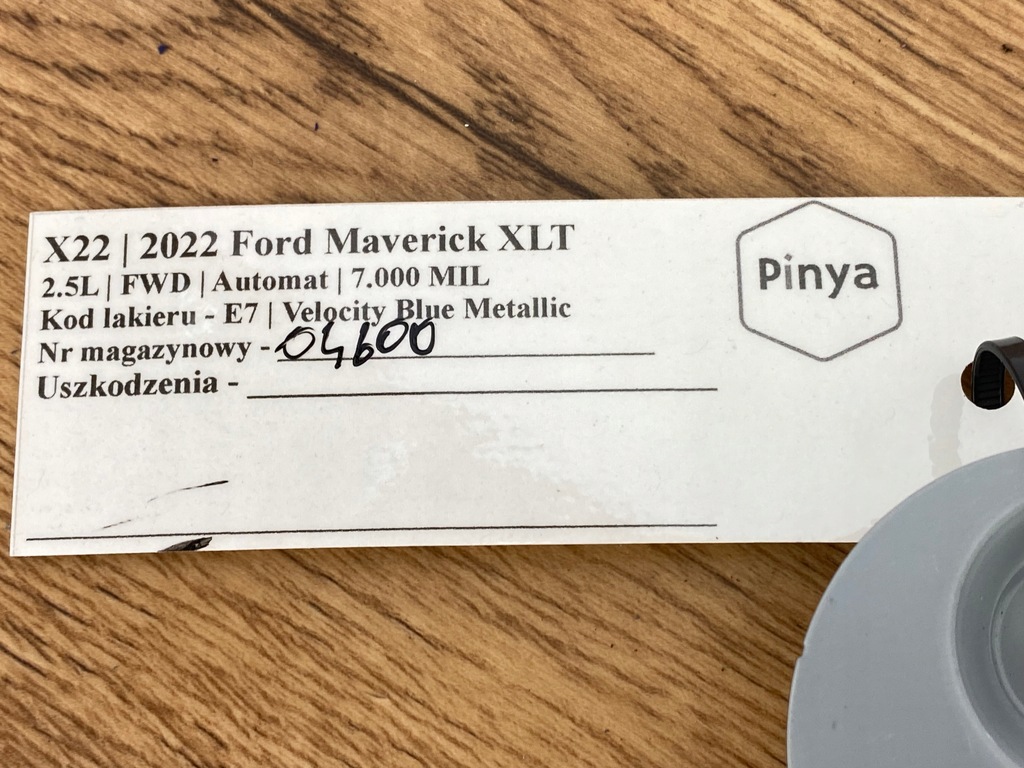 X22 | 2022 Ford Maverick XLT
2.5L | FWD | Automat | 7.000 MIL
Kod lakieru - E7 | Velocity Blue Metallic
Nr magazynowy - 04600
Uszkodzenia -
Pinya